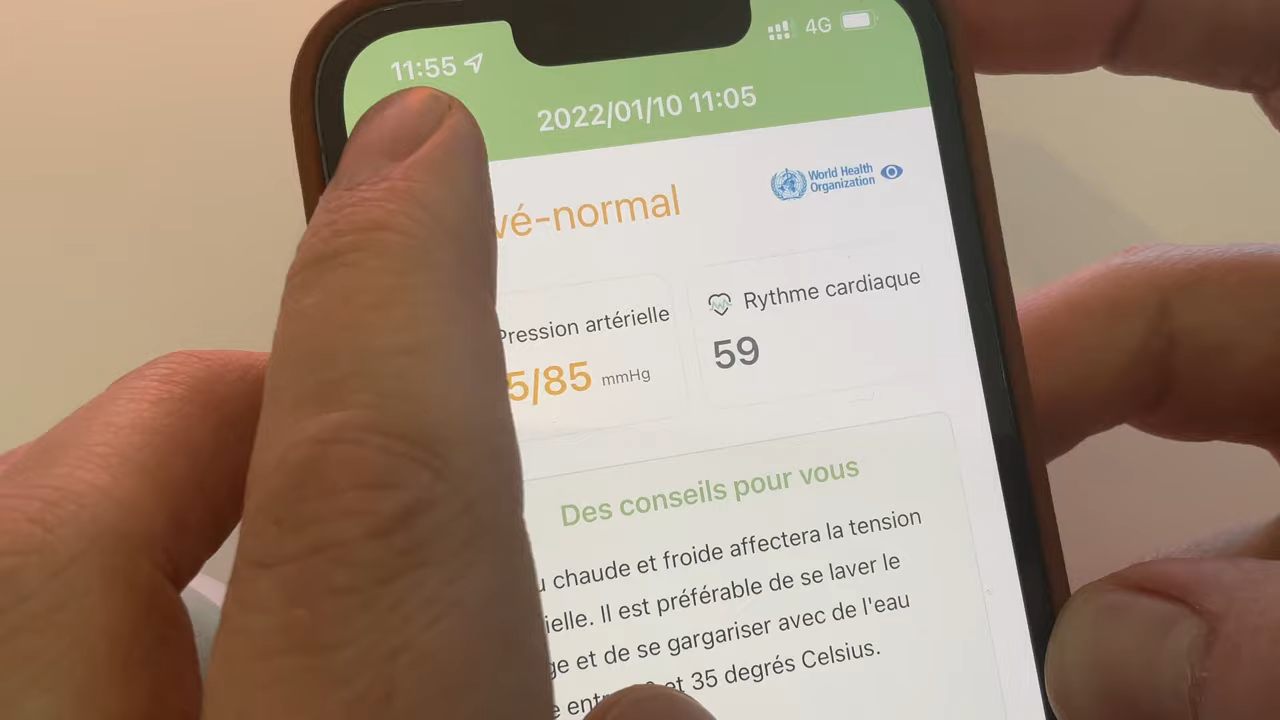 11:55
4G
2022/01/10 11:05
vé-normal
World Health
Organization
Pression artérielle
5/85 mmHg
Rythme cardiaque
59
Des conseils pour vous
chaude et froide affectera la tension
ielle. Il est préférable de se laver le
ge et de se gargariser avec de l'eau
et 35 degrés Celsius.